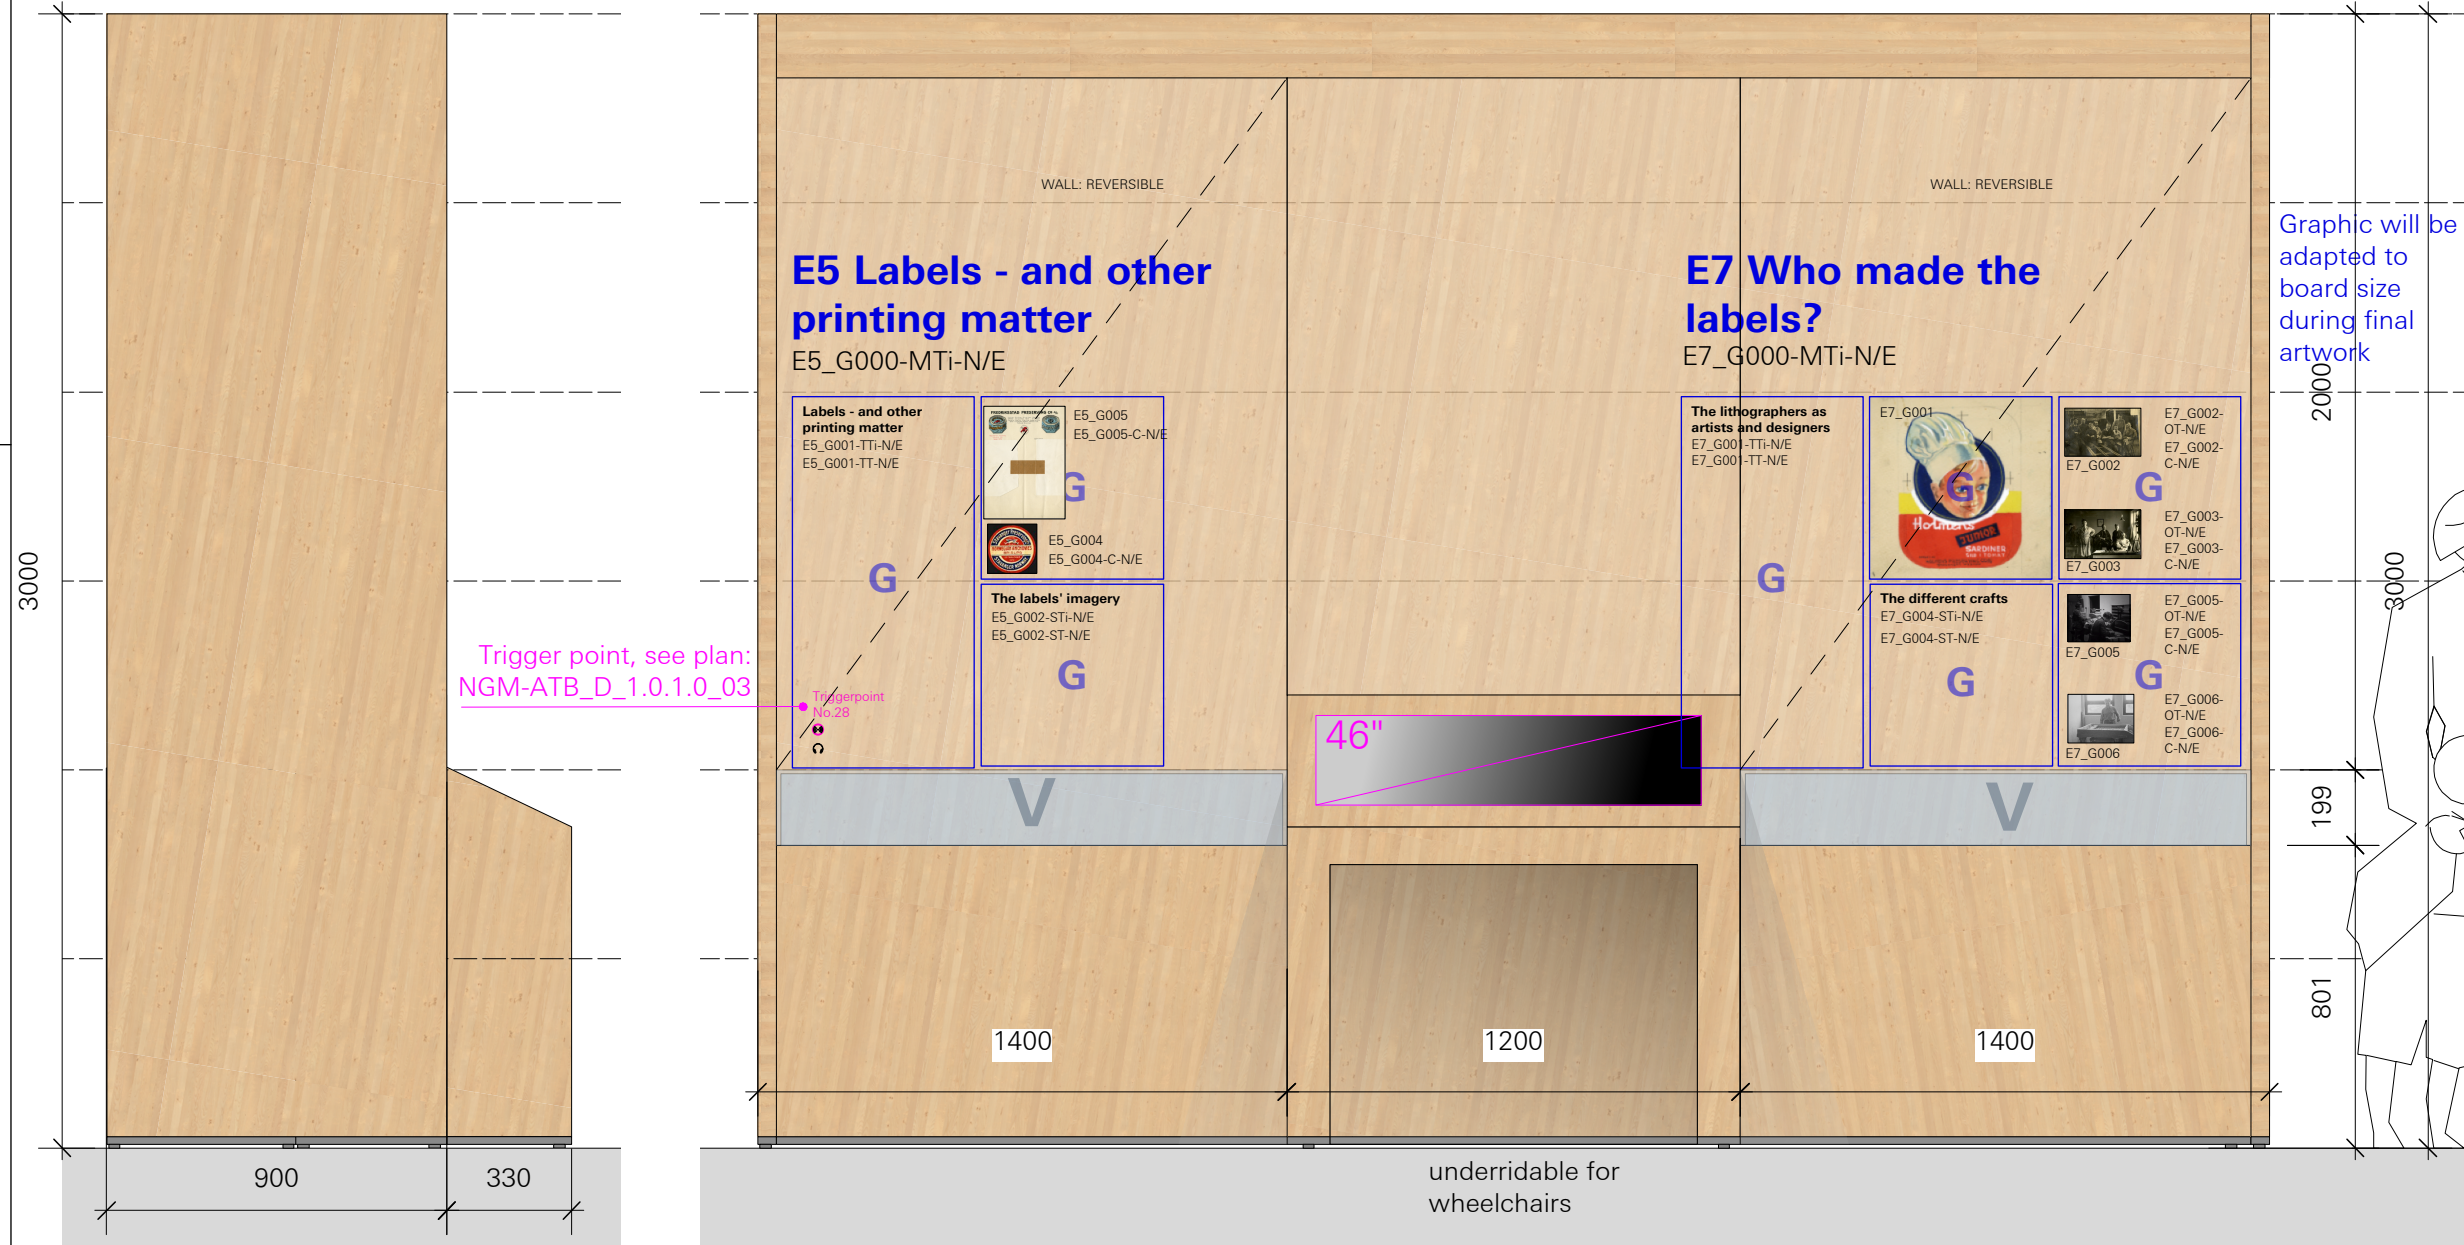 3000
900
330
Trigger point, see plan:
NGM-ATB_D_1.0.1.0_03
WALL: REVERSIBLE
E5 Labels - and other
printing matter
E5_G000-MTi-N/E
Labels - and other
printing matter
E5_G001-TTi-N/E
E5_G001-TT-N/E
G
Triggerpoint
No.28
E5_G005
E5_G005-C-N/E
G
E5_G004
E5_G004-C-N/E
The labels' imagery
E5_G002-STi-N/E
E5_G002-ST-N/E
G
V
1400
46"
1200
underridable for
wheelchairs
WALL: REVERSIBLE
E7 Who made the
labels?
E7_G000-MTi-N/E
The lithographers as
artists and designers
E7_G001-TTi-N/E
E7_G001-TT-N/E
G
E7_G001
G
JUNIOR
SARDINER
The different crafts
E7_G004-STi-N/E
E7_G004-ST-N/E
G
E7_G002-
OT-N/E
E7_G002-
C-N/E
E7_G002
G
E7_G003-
OT-N/E
E7_G003-
C-N/E
E7_G003
E7_G005-
OT-N/E
E7_G005-
C-N/E
E7_G005
G
E7_G006-
OT-N/E
E7_G006-
C-N/E
E7_G006
V
1400
Graphic will be
adapted to
board size
during final
artwork
2000
3000
199
801